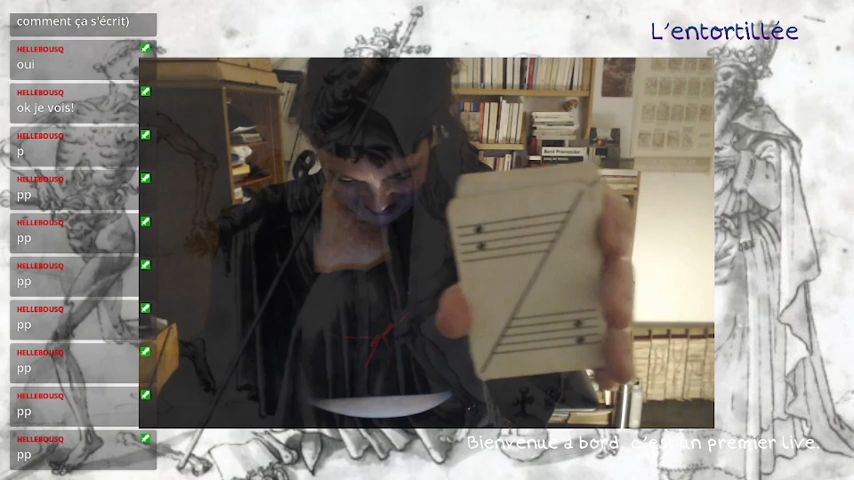 comment ça s'écrit)
HELLEBOUSQ
oui
HELLEBOUSQ
ok je vois!
HELLEBOUSQ
p
HELLEBOUSQ
pp
HELLEBOUSQ
pp
HELLEBOUSQ
pp
HELLEBOUSQ
pp
HELLEBOUSQ
pp
HELLEBOUSQ
pp
HELLEBOUSQ
pp
L'entortillée
Bienvenue à bord, c'est un premier live.